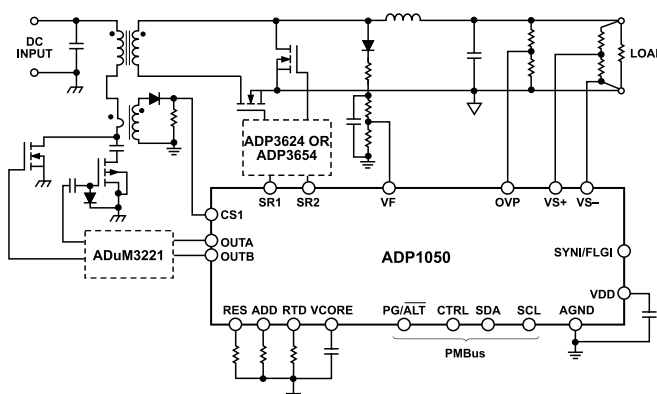 DC
INPUT
LOAD
ADP3624 OR
ADP3654
SR1
SR2
VF
OVP
VS+
VS–
CS1
OUTA
OUTB
ADuM3221
ADP1050
SYNI/FLGI
VDD
RES
ADD
RTD
VCORE
PG/ALT
CTRL
SDA
SCL
AGND
PMBus